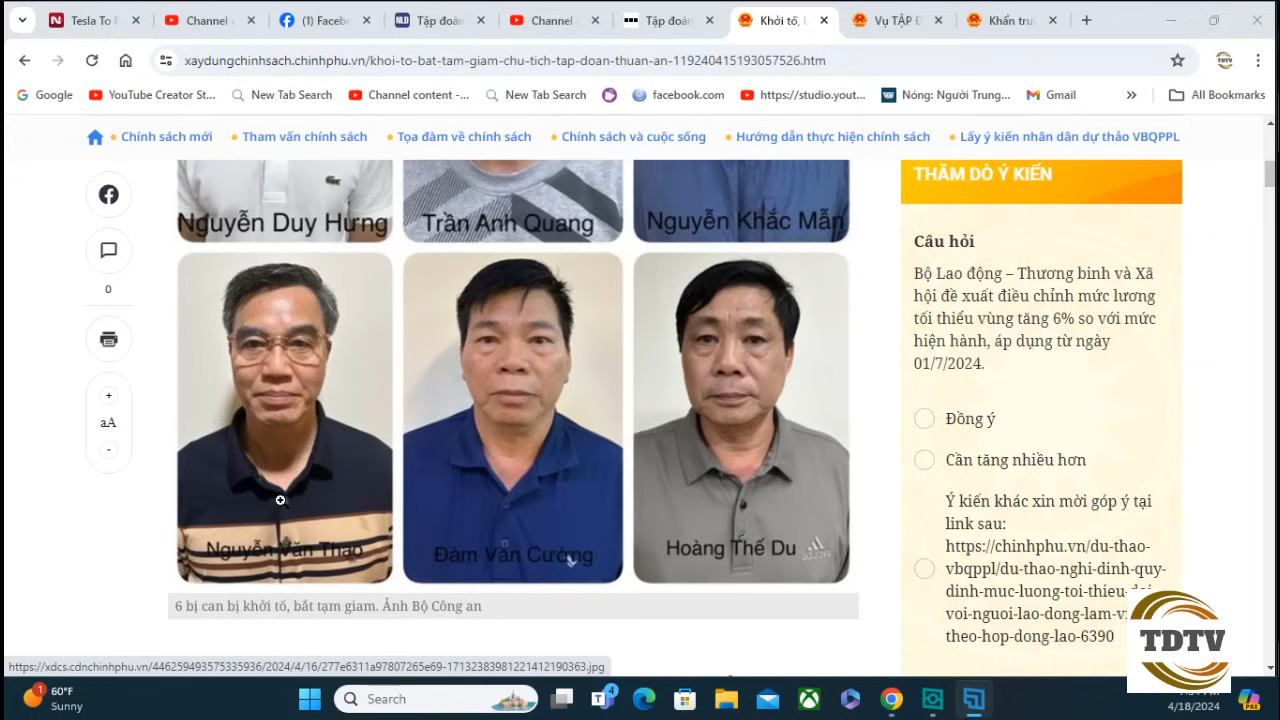 Tesla To F
Channel c
(1) Faceb
Tập đoàn
Channel c
Tập đoàn
Khởi tố, b
Vụ TẬP Đ
Khẩn trư
xaydungchinhsach.chinhphu.vn/khoi-to-bat-tam-giam-chu-tich-tap-doan-thuan-an-119240415193057526.htm
Google
YouTube Creator St...
New Tab Search
Channel content -...
New Tab Search
facebook.com
https://studio.yout...
Nóng: Người Trung...
Gmail
All Bookmarks
Chính sách mới
Tham vấn chính sách
Tọa đàm về chính sách
Chính sách và cuộc sống
Hướng dẫn thực hiện chính sách
Lấy ý kiến nhân dân dự thảo VBQPPL
Nguyễn Duy Hưng
Trần Anh Quang
Nguyễn Khắc Mẫn
0
+
aA
-
Nguyễn Văn Thao
Đàm Văn Cường
Hoàng Thế Du
6 bị can bị khởi tố, bắt tạm giam. Ảnh Bộ Công an
THĂM DÒ Ý KIẾN
Câu hỏi
Bộ Lao động – Thương binh và Xã
hội đề xuất điều chỉnh mức lương
tối thiểu vùng tăng 6% so với mức
hiện hành, áp dụng từ ngày
01/7/2024.
Đồng ý
Cần tăng nhiều hơn
Ý kiến khác xin mời góp ý tại
link sau:
https://chinhphu.vn/du-thao-
vbqppl/du-thao-nghi-dinh-quy-
dinh-muc-luong-toi-thieu-
voi-nguoi-lao-dong-lam-v
theo-hop-dong-lao-6390
TDTV
https://xdcs.cdnchinhphu.vn/446259493575335936/2024/4/16/277e6311a97807265e69-17132383981221412190363.jpg
1
60°F
Sunny
Search
4
PRE
4/18/2024